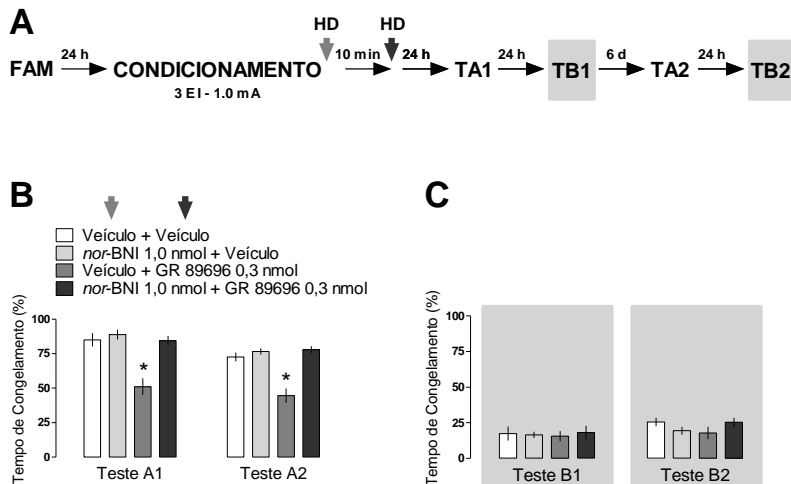 A
HD HD
FAM 24 h CONDICIONAMENTO 10 min 24 h TA1 24 h TB1 6 d TA2 24 h TB2
3 EI - 1.0 mA
B
Veículo + Veículo
nor-BNI 1,0 nmol + Veículo
Veículo + GR 89696 0,3 nmol
nor-BNI 1,0 nmol + GR 89696 0,3 nmol
Tempo de Congelamento (%)
100
75
50
25
0
* *
Teste A1 Teste A2
C
Tempo de Congelamento (%)
100
75
50
25
0
Teste B1 Teste B2